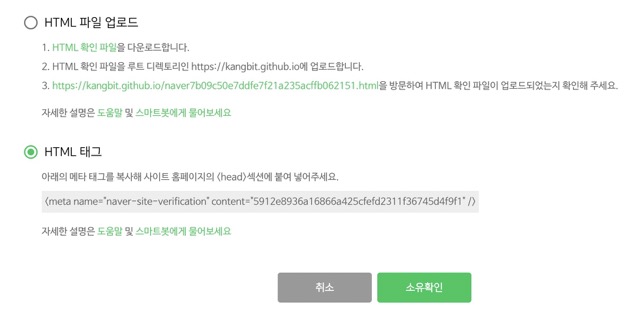 HTML 파일 업로드
1. HTML 확인 파일을 다운로드합니다.
2. HTML 확인 파일을 루트 디렉토리인 https://kangbit.github.io에 업로드합니다.
3. https://kangbit.github.io/naver7b09c50e7ddfe7f21a235acffb062151.html을 방문하여 HTML 확인 파일이 업로드되었는지 확인해 주세요.
자세한 설명은 도움말 및 스마트봇에게 물어보세요
HTML 태그
아래의 메타 태그를 복사해 사이트 홈페이지의 <head>섹션에 붙여 넣어주세요.
<meta name="naver-site-verification" content="5912e8936a16866a425cfefd2311f36745d4f9f1" />
자세한 설명은 도움말 및 스마트봇에게 물어보세요
취소 소유확인